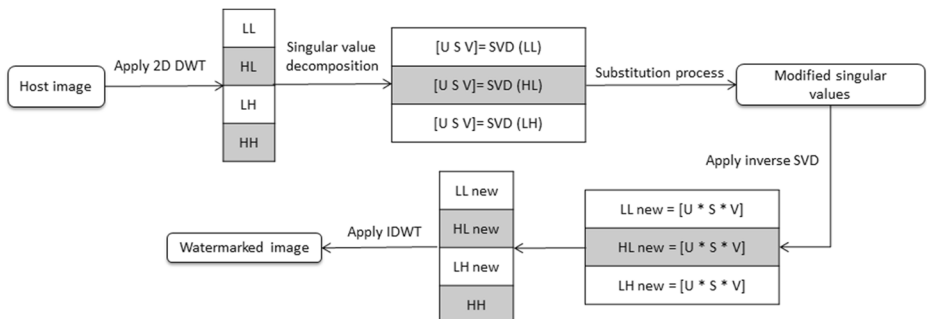 Host image
Apply 2D DWT
LL
HL
LH
HH
Singular value
decomposition
[U S V]= SVD (LL)
[U S V]= SVD (HL)
[U S V]= SVD (LH)
Substitution process
Modified singular
values
Apply inverse SVD
LL new = [U * S * V]
HL new = [U * S * V]
LH new = [U * S * V]
LL new
HL new
LH new
HH
Apply IDWT
Watermarked image